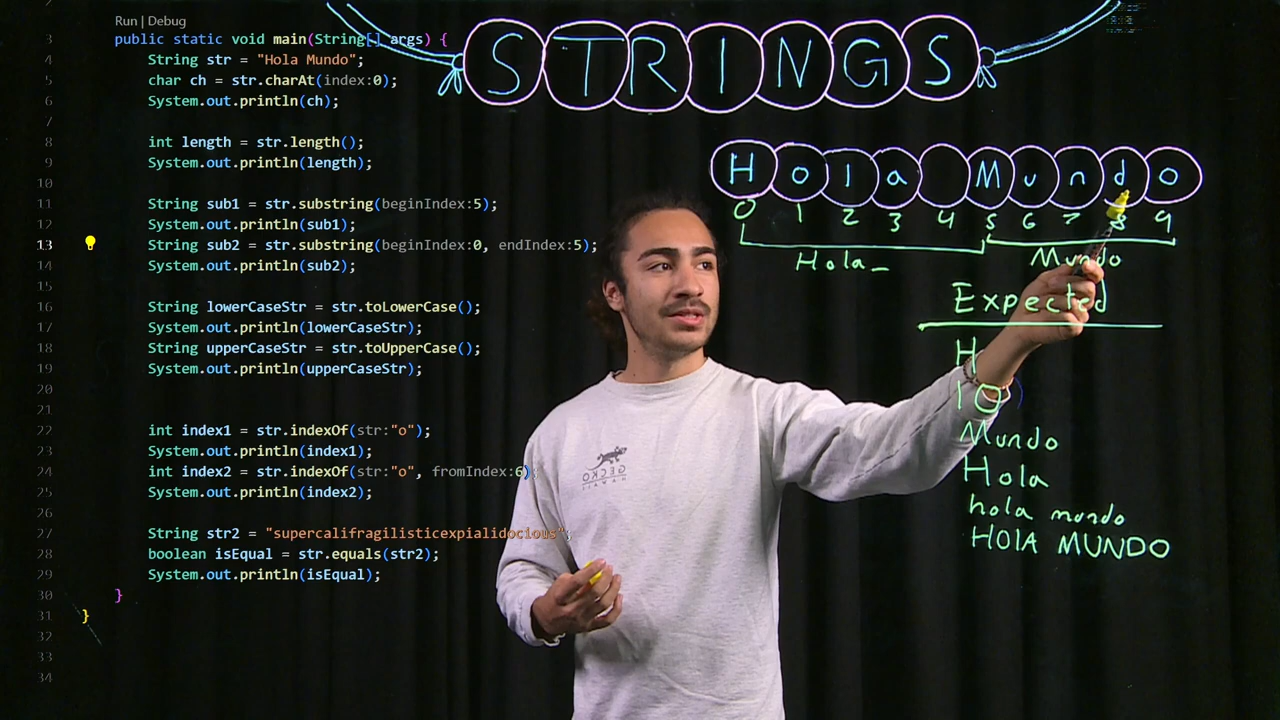 Run | Debug
3 public static void main(String[] args) {
4 String str = "Hola Mundo";
5 char ch = str.charAt(index:0);
6 System.out.println(ch);
7
8 int length = str.length();
9 System.out.println(length);
10
11 String sub1 = str.substring(beginIndex:5);
12 System.out.println(sub1);
13 String sub2 = str.substring(beginIndex:0, endIndex:5);
14 System.out.println(sub2);
15
16 String lowerCaseStr = str.toLowerCase();
17 System.out.println(lowerCaseStr);
18 String upperCaseStr = str.toUpperCase();
19 System.out.println(upperCaseStr);
20
21
22 int index1 = str.indexOf(str:"o");
23 System.out.println(index1);
24 int index2 = str.indexOf(str:"o", fromIndex:6);
25 System.out.println(index2);
26
27 String str2 = "supercalifragilisticexpialidocious";
28 boolean isEqual = str.equals(str2);
29 System.out.println(isEqual);
30 }
31 }
32
33
34
STRINGS
Hola Mundo
0 1 2 3 4 5 6 7 8 9
Hola_ Mundo
Expected
H
10
Mundo
Hola
hola mundo
HOlA MUNDO
GECKO
HAWAII